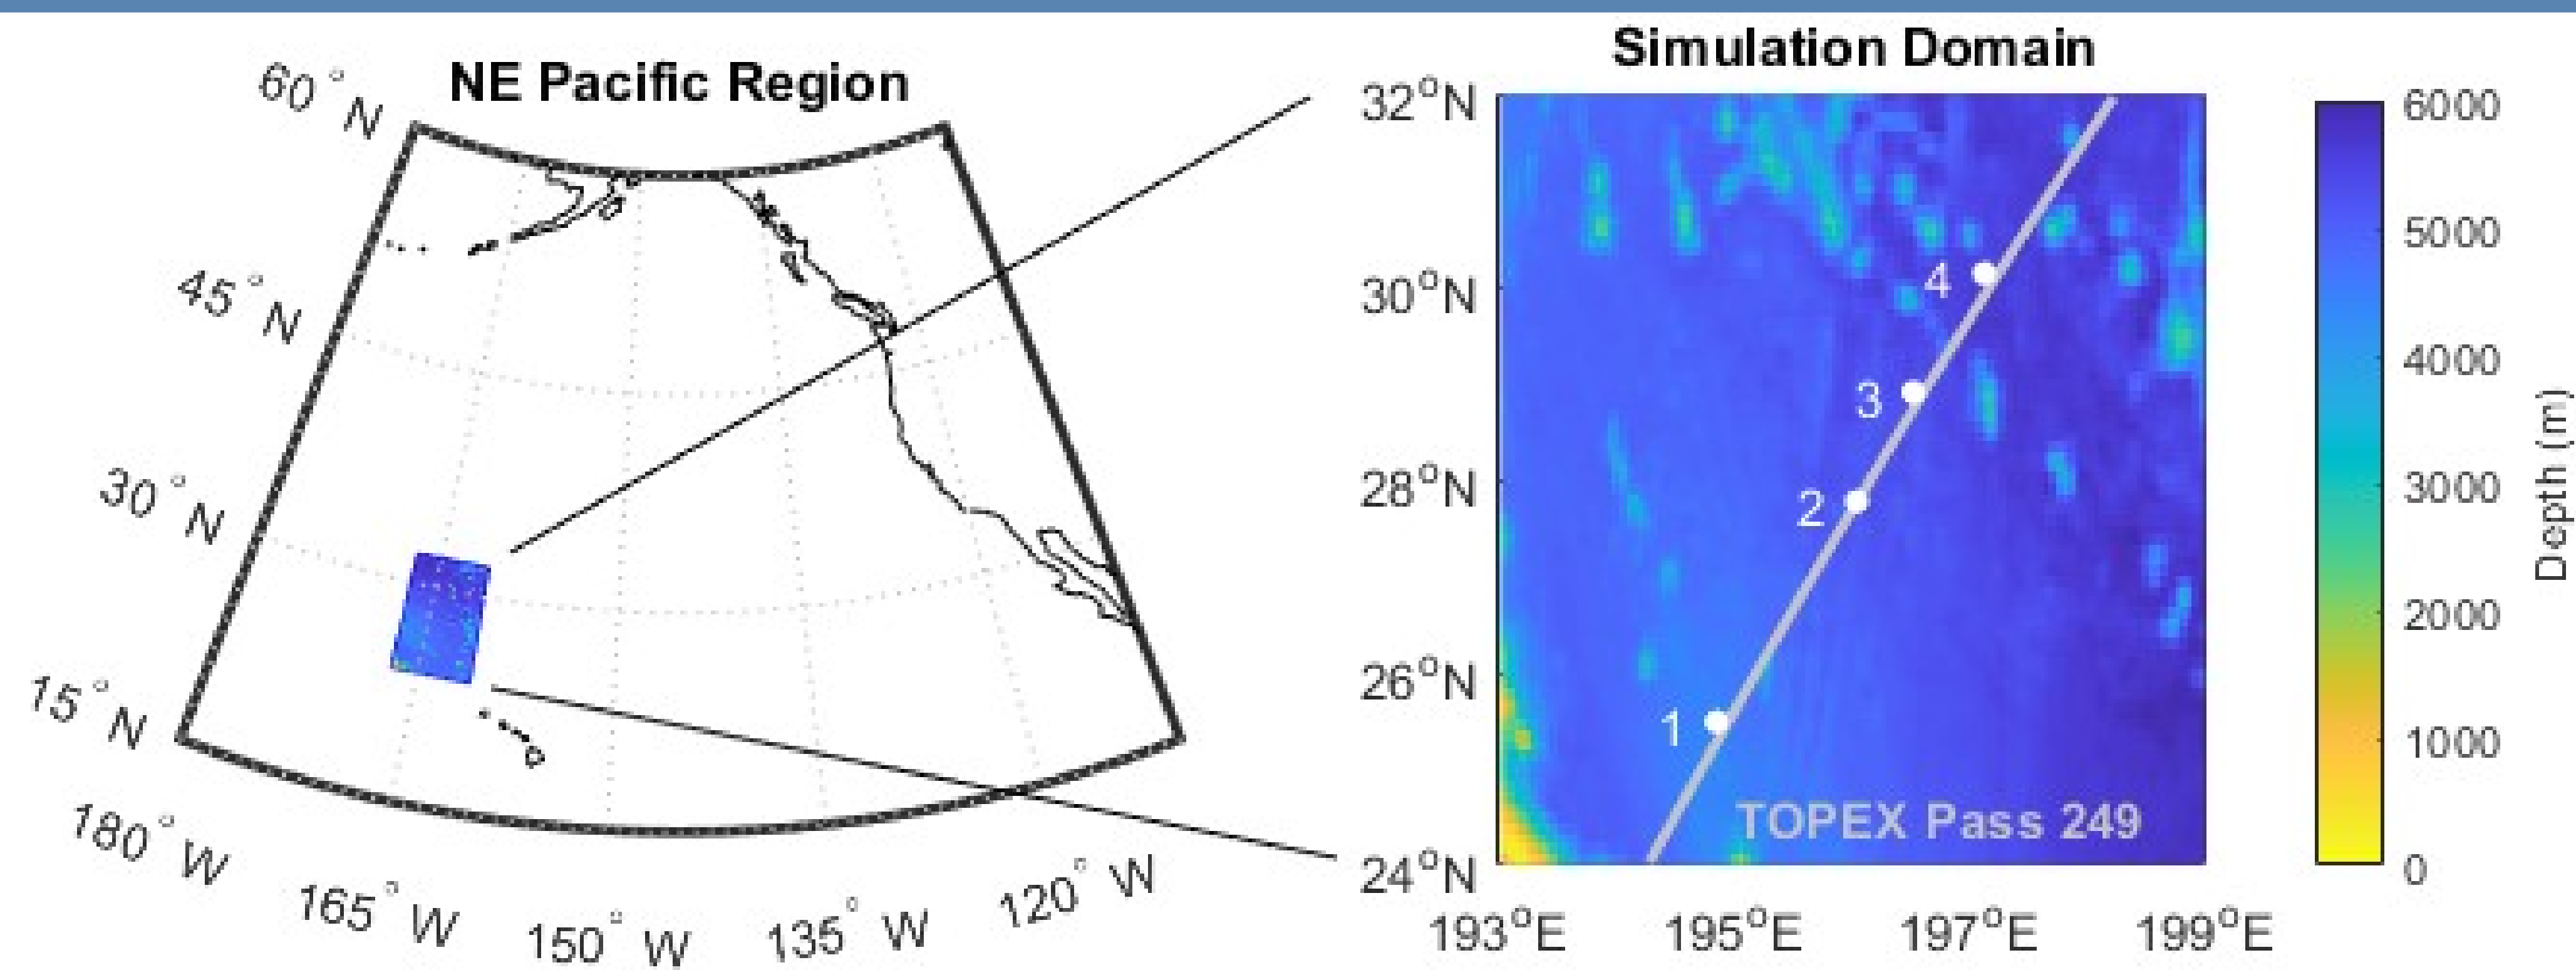 NE Pacific Region
60° N
45° N
30° N
15° N
180° W
165° W
150° W
135° W
120° W
Simulation Domain
32°N
30°N
28°N
26°N
24°N
193°E
195°E
197°E
199°E
4
3
2
1
TOPEX Pass 249
6000
5000
4000
3000
2000
1000
0
Depth (m)